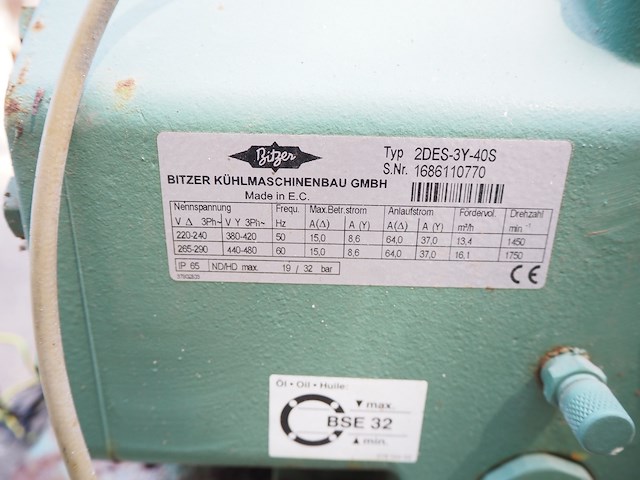 Bitzer
Typ 2DES-3Y-40S
S.Nr. 1686110770
BITZER KÜHLMASCHINENBAU GMBH
Made in E.C.
Nennspannung Frequ. Max.Betr.strom Anlaufstrom Fördervol. Drehzahl
V Δ 3Ph~ V Y 3Ph~ Hz A(Δ) A (Y) A(Δ) A (Y) m³/h min -1
220-240 380-420 50 15,0 8,6 64,0 37,0 13,4 1450
265-290 440-480 60 15,0 8,6 64,0 37,0 16,1 1750
IP 65 ND/HD max. 19 / 32 bar
CE
Öl • Oil • Huile:
▼ max.
BSE 32
▲ min.